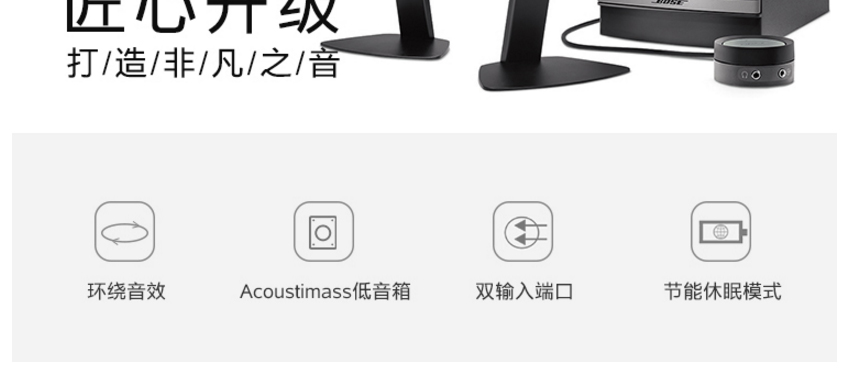 匠心升级
打/造/非/凡/之/音
BOSE
环绕音效
Acoustimass低音箱
双输入端口
节能休眠模式